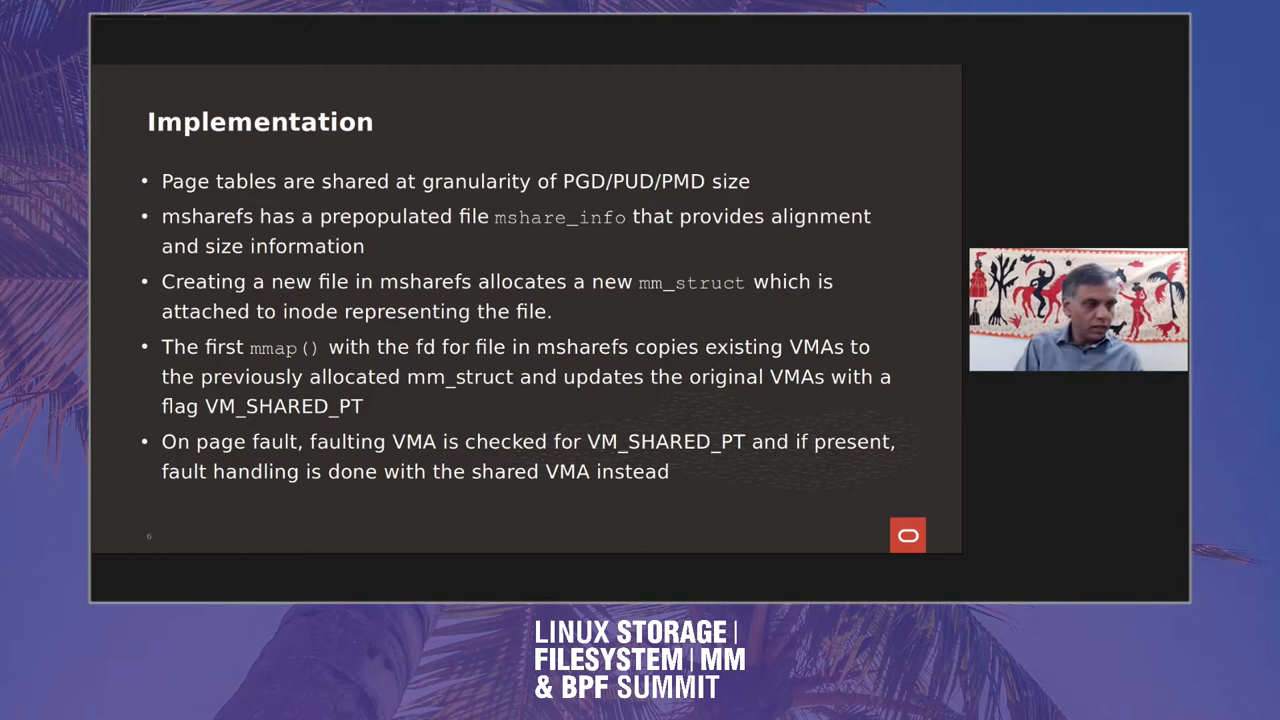 Implementation
• Page tables are shared at granularity of PGD/PUD/PMD size
• msharefs has a prepopulated file mshare_info that provides alignment
and size information
• Creating a new file in msharefs allocates a new mm_struct which is
attached to inode representing the file.
• The first mmap() with the fd for file in msharefs copies existing VMAs to
the previously allocated mm_struct and updates the original VMAs with a
flag VM_SHARED_PT
• On page fault, faulting VMA is checked for VM_SHARED_PT and if present,
fault handling is done with the shared VMA instead
6
LINUX STORAGE |
FILESYSTEM | MM
& BPF SUMMIT